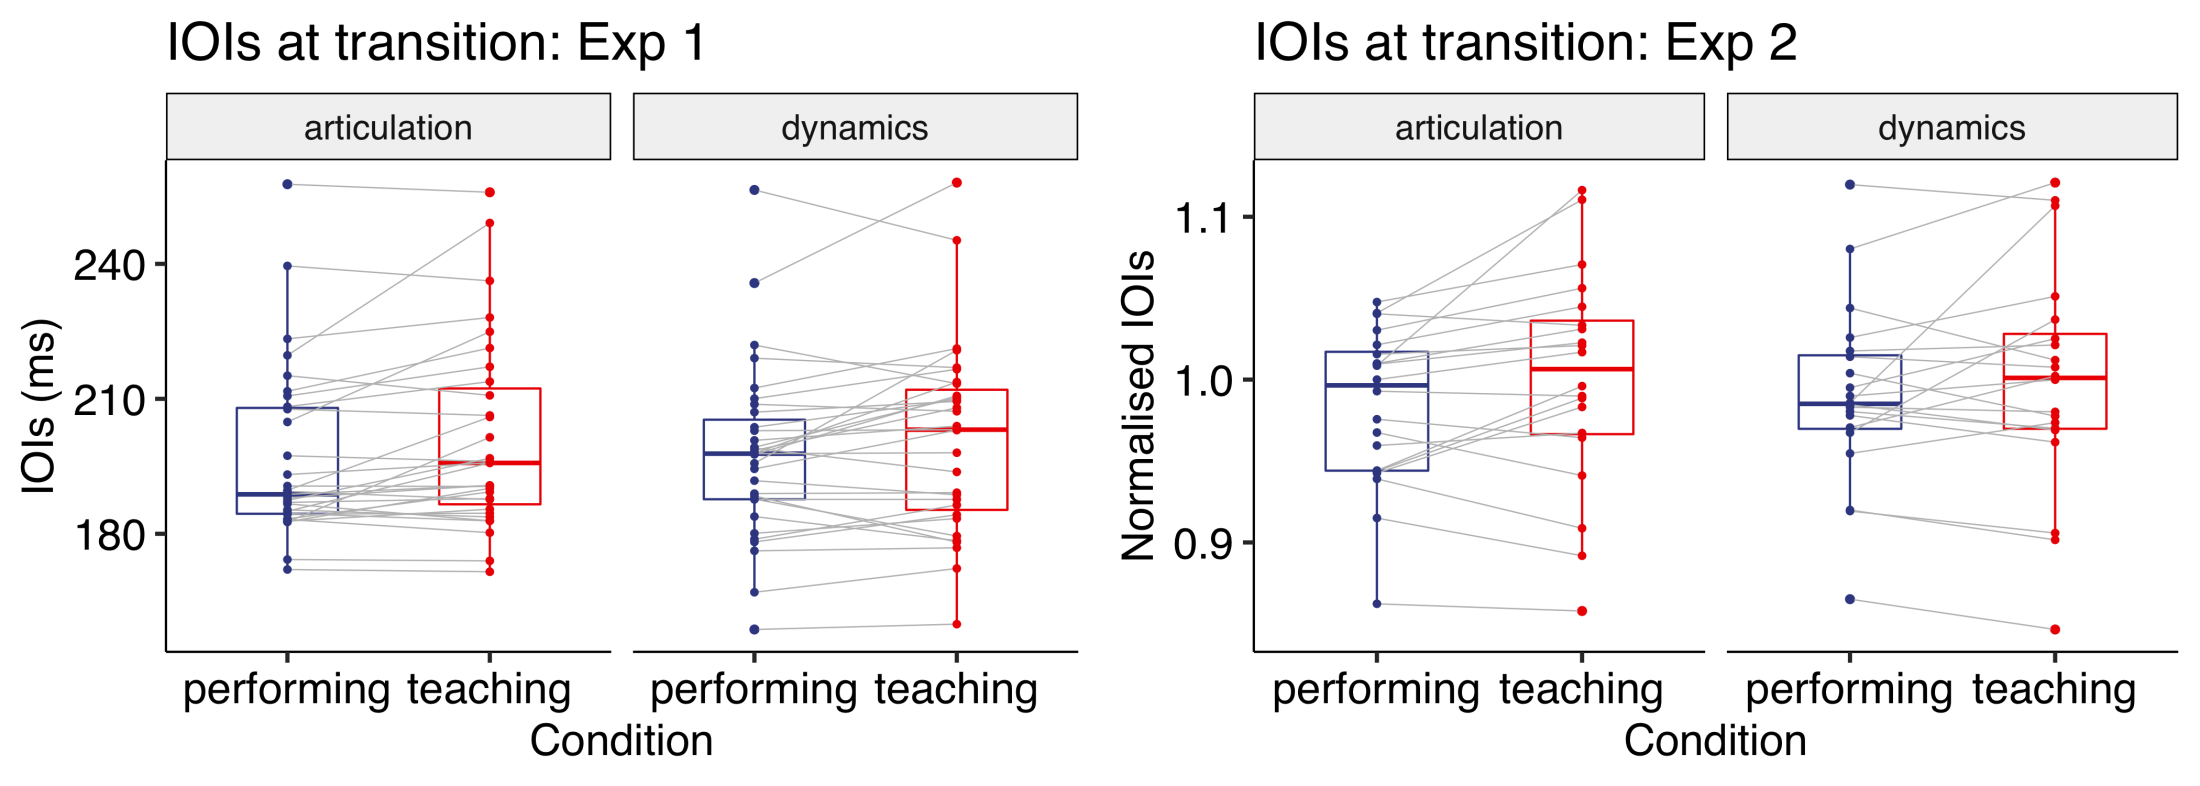 IOIs at transition: Exp 1
articulation
dynamics
IOIs (ms)
240
210
180
performing
teaching
performing
teaching
Condition
IOIs at transition: Exp 2
articulation
dynamics
Normalised IOIs
1.1
1.0
0.9
performing
teaching
performing
teaching
Condition